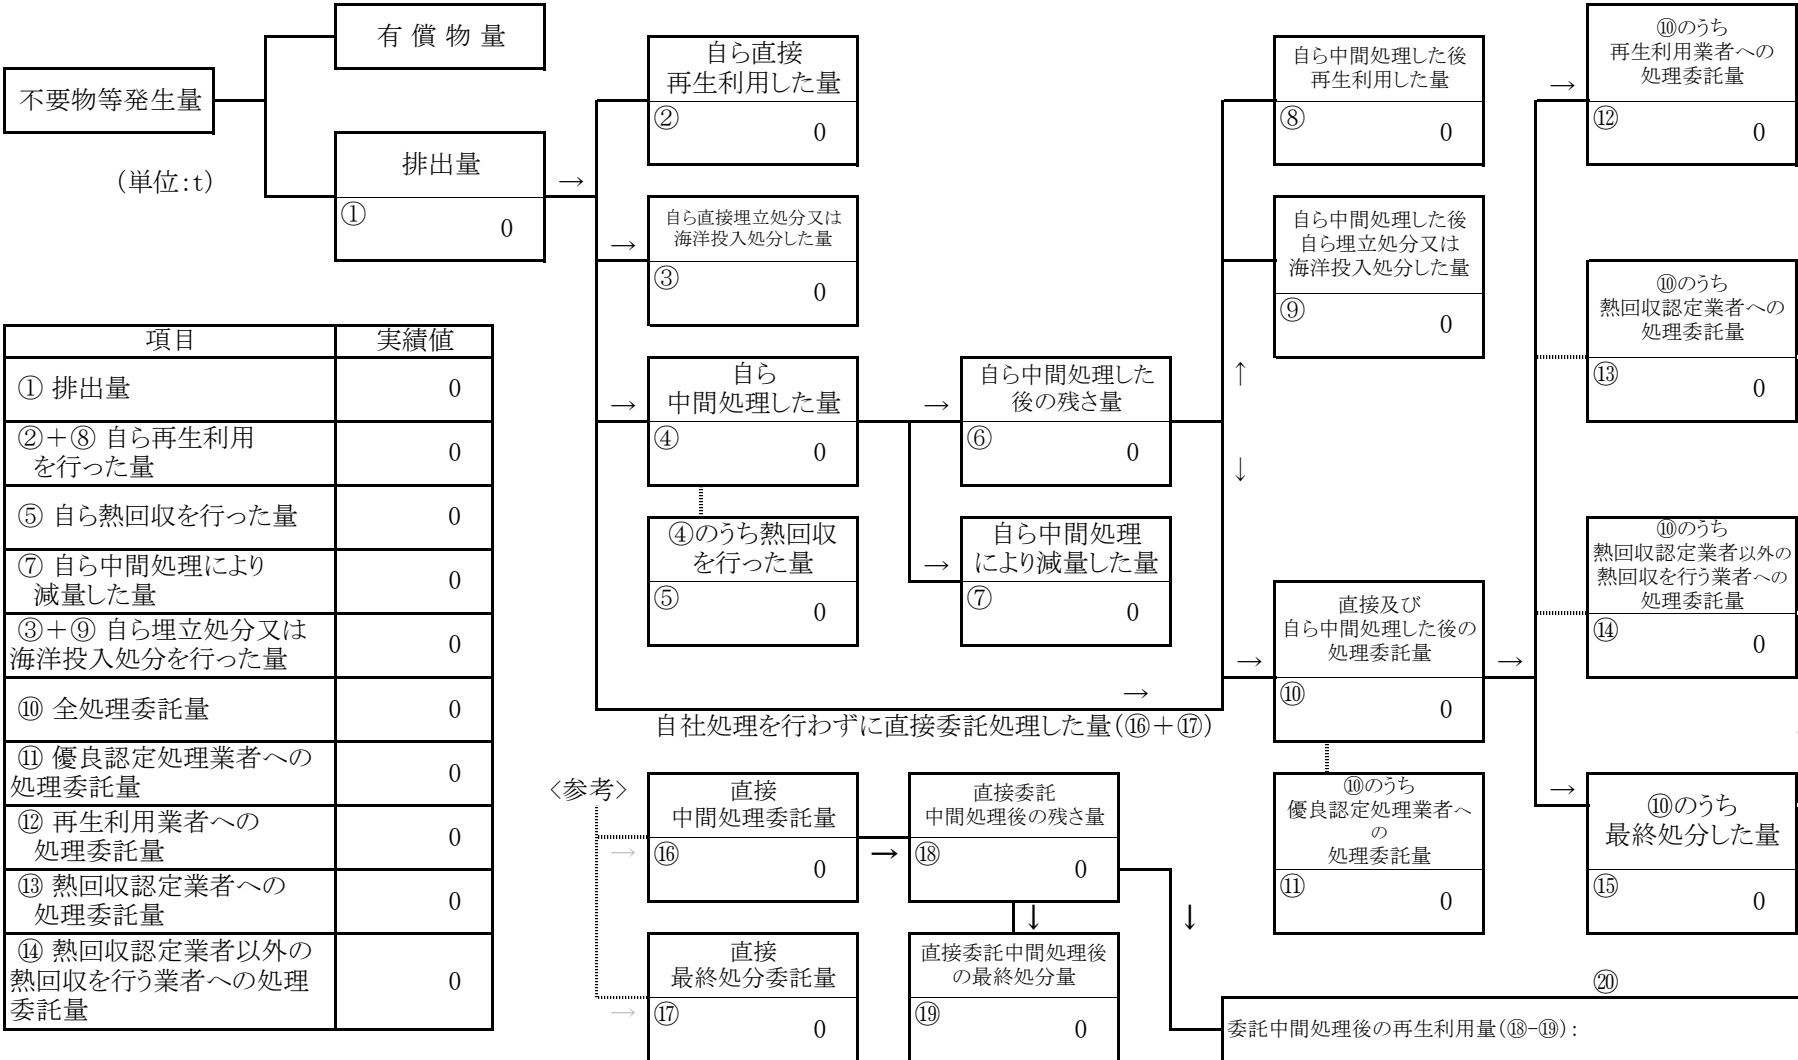 有 償 物 量
不要物等発生量
(単位:t)
排出量
①
0
→
自ら直接
再生利用した量
②
0
→
自ら直接埋立処分又は
海洋投入処分した量
③
0
→
自ら
中間処理した量
④
0
④のうち熱回収
を行った量
⑤
0
→
自ら中間処理した
後の残さ量
⑥
0
→
自ら中間処理
により減量した量
⑦
0
自ら中間処理した後
再生利用した量
⑧
0
自ら中間処理した後
自ら埋立処分又は
海洋投入処分した量
⑨
0
↑
↓
→
自社処理を行わずに直接委託処理した量(⑯+⑰)
→
直接及び
自ら中間処理した後の
処理委託量
⑩
0
⑩のうち
優良認定処理業者へ
の
処理委託量
⑪
0
→
→
⑩のうち
再生利用業者への
処理委託量
⑫
0
⑩のうち
熱回収認定業者への
処理委託量
⑬
0
⑩のうち
熱回収認定業者以外の
熱回収を行う業者への
処理委託量
⑭
0
→
⑩のうち
最終処分した量
⑮
0
項目 実績値
① 排出量 0
②+⑧ 自ら再生利用
を行った量 0
⑤ 自ら熱回収を行った量 0
⑦ 自ら中間処理により
減量した量 0
③+⑨ 自ら埋立処分又は
海洋投入処分を行った量 0
⑩ 全処理委託量 0
⑪ 優良認定処理業者への
処理委託量 0
⑫ 再生利用業者への
処理委託量 0
⑬ 熱回収認定業者への
処理委託量 0
⑭ 熱回収認定業者以外の
熱回収を行う業者への処理
委託量 0
<参考>
→
直接
中間処理委託量
⑯
0
→
直接委託
中間処理後の残さ量
⑱
0
↓
↓
→
直接
最終処分委託量
⑰
0
直接委託中間処理後
の最終処分量
⑲
0
⑳
委託中間処理後の再生利用量(⑱-⑲):